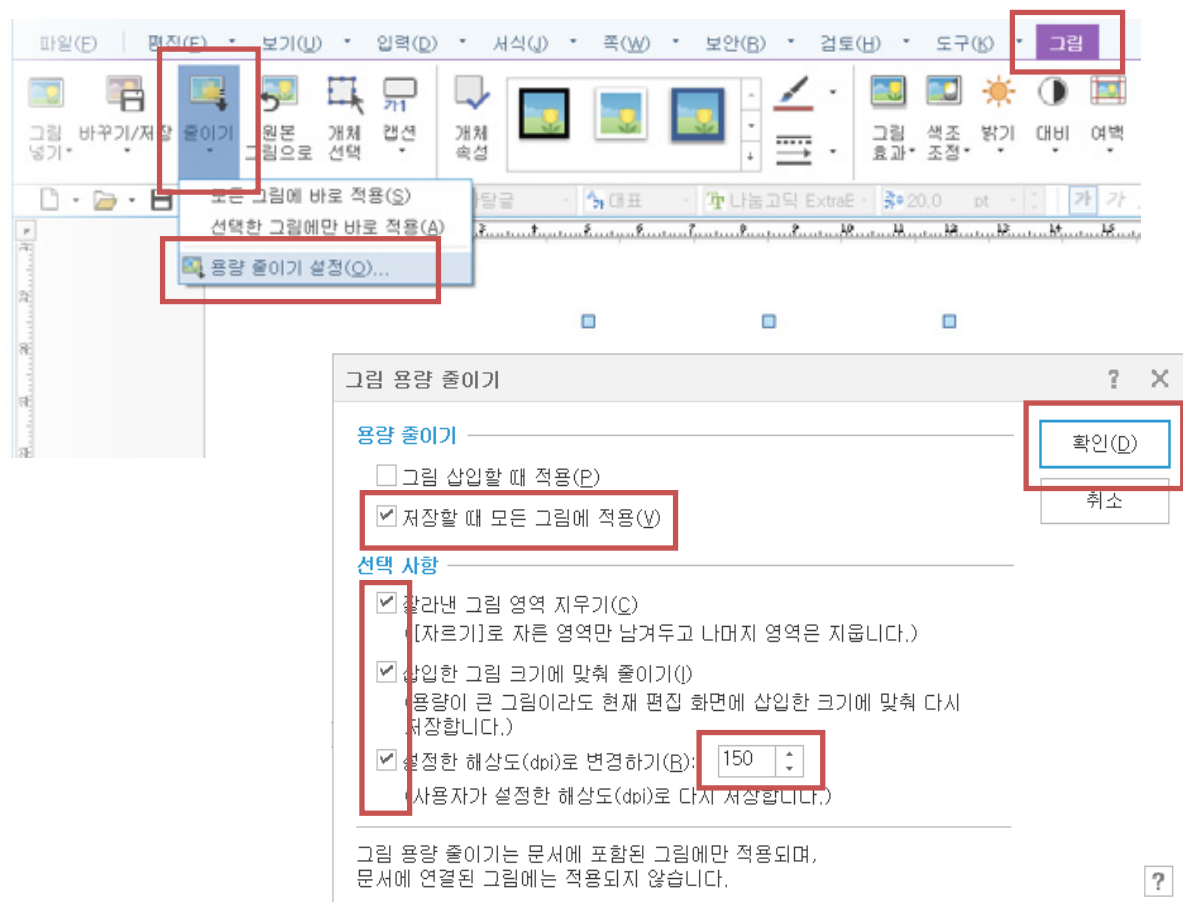 파일(F) 편집(E) 보기(U) 입력(D) 서식(J) 쪽(W) 보안(B) 검토(H) 도구(K) 그림
그림 넣기 바꾸기/저장 줄이기 원본 그림으로 개체 선택 캡션 개체 속성 그림 효과 색조 조정 밝기 대비 여백
모든 그림에 바로 적용(S)
대표 나눔고딕 ExtraE 20,0 pt 가 가
선택한 그림에만 바로 적용(A)
용량 줄이기 설정(O)...
그림 용량 줄이기
용량 줄이기
확인(D)
그림 삽입할 때 적용(P)
취소
저장할 때 모든 그림에 적용(V)
선택 사항
잘라낸 그림 영역 지우기(C)
([자르기]로 자른 영역만 남겨두고 나머지 영역은 지웁니다.)
삽입한 그림 크기에 맞춰 줄이기(I)
(용량이 큰 그림이라도 현재 편집 화면에 삽입한 크기에 맞춰 다시
저장합니다.)
설정한 해상도(dpi)로 변경하기(R): 150
(사용자가 설정한 해상도(dpi)로 다시 저장합니다.)
그림 용량 줄이기는 문서에 포함된 그림에만 적용되며,
문서에 연결된 그림에는 적용되지 않습니다.